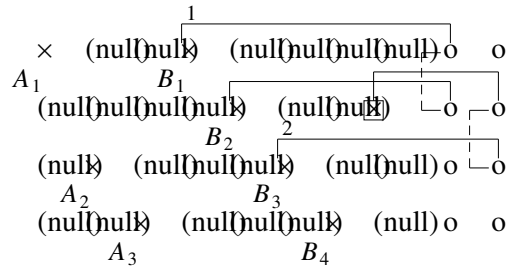 1
× (null)(null)× (null)(null)(null)(null) o o
A1 B1
(null)(null)(null)(null)× (null)(null)× o o
B2 2
(null)× (null)(null)(null)× (null)(null) o o
A2 B3
(null)(null)× (null)(null)(null)× (null) o o
A3 B4